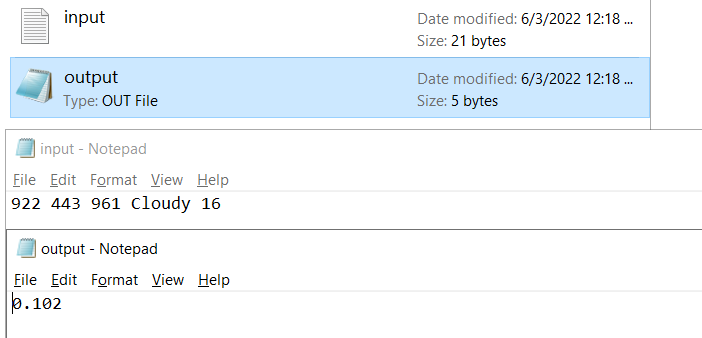 input
Date modified: 6/3/2022 12:18 ...
Size: 21 bytes
output
Date modified: 6/3/2022 12:18 ...
Type: OUT File
Size: 5 bytes
input - Notepad
File Edit Format View Help
922 443 961 Cloudy 16
output - Notepad
File Edit Format View Help
0.102